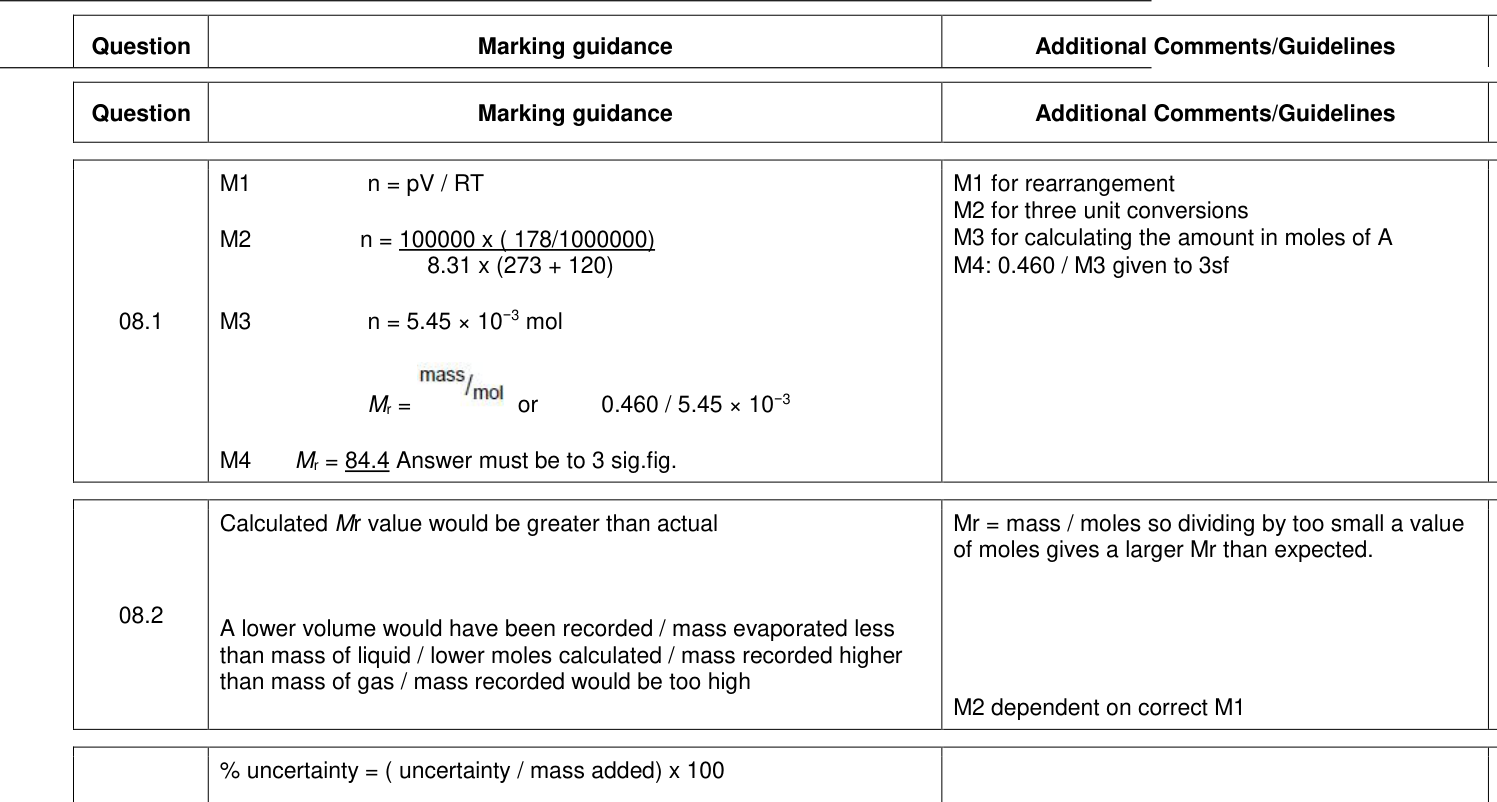 Question Marking guidance Additional Comments/Guidelines
Question Marking guidance Additional Comments/Guidelines
08.1
M1 n = pV / RT
M2 n = 100000 x ( 178/1000000)
8.31 x (273 + 120)
M3 n = 5.45 × 10⁻³ mol
Mr = mass/mol or 0.460 / 5.45 × 10⁻³
M4 Mr = 84.4 Answer must be to 3 sig.fig.
M1 for rearrangement
M2 for three unit conversions
M3 for calculating the amount in moles of A
M4: 0.460 / M3 given to 3sf
08.2
Calculated Mr value would be greater than actual
A lower volume would have been recorded / mass evaporated less
than mass of liquid / lower moles calculated / mass recorded higher
than mass of gas / mass recorded would be too high
Mr = mass / moles so dividing by too small a value
of moles gives a larger Mr than expected.
M2 dependent on correct M1
% uncertainty = ( uncertainty / mass added) x 100